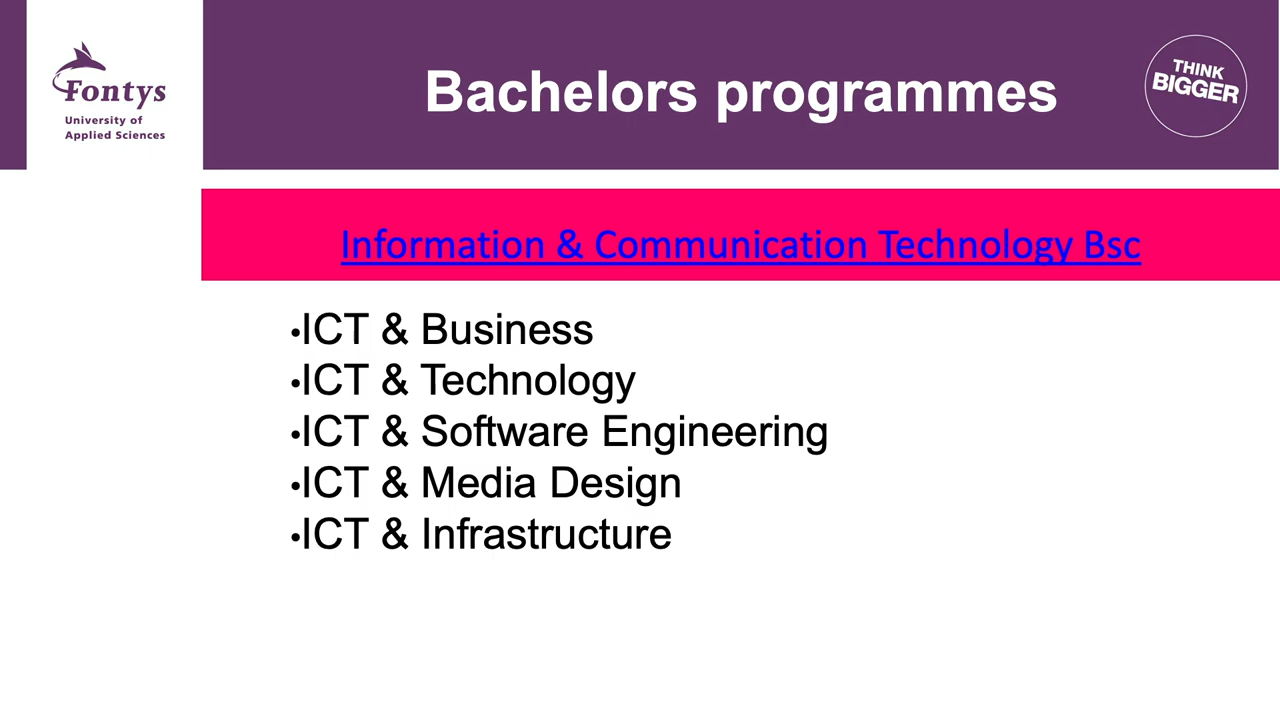 Fontys
University of
Applied Sciences
Bachelors programmes
THINK
BIGGER
Information & Communication Technology Bsc
•ICT & Business
•ICT & Technology
•ICT & Software Engineering
•ICT & Media Design
•ICT & Infrastructure